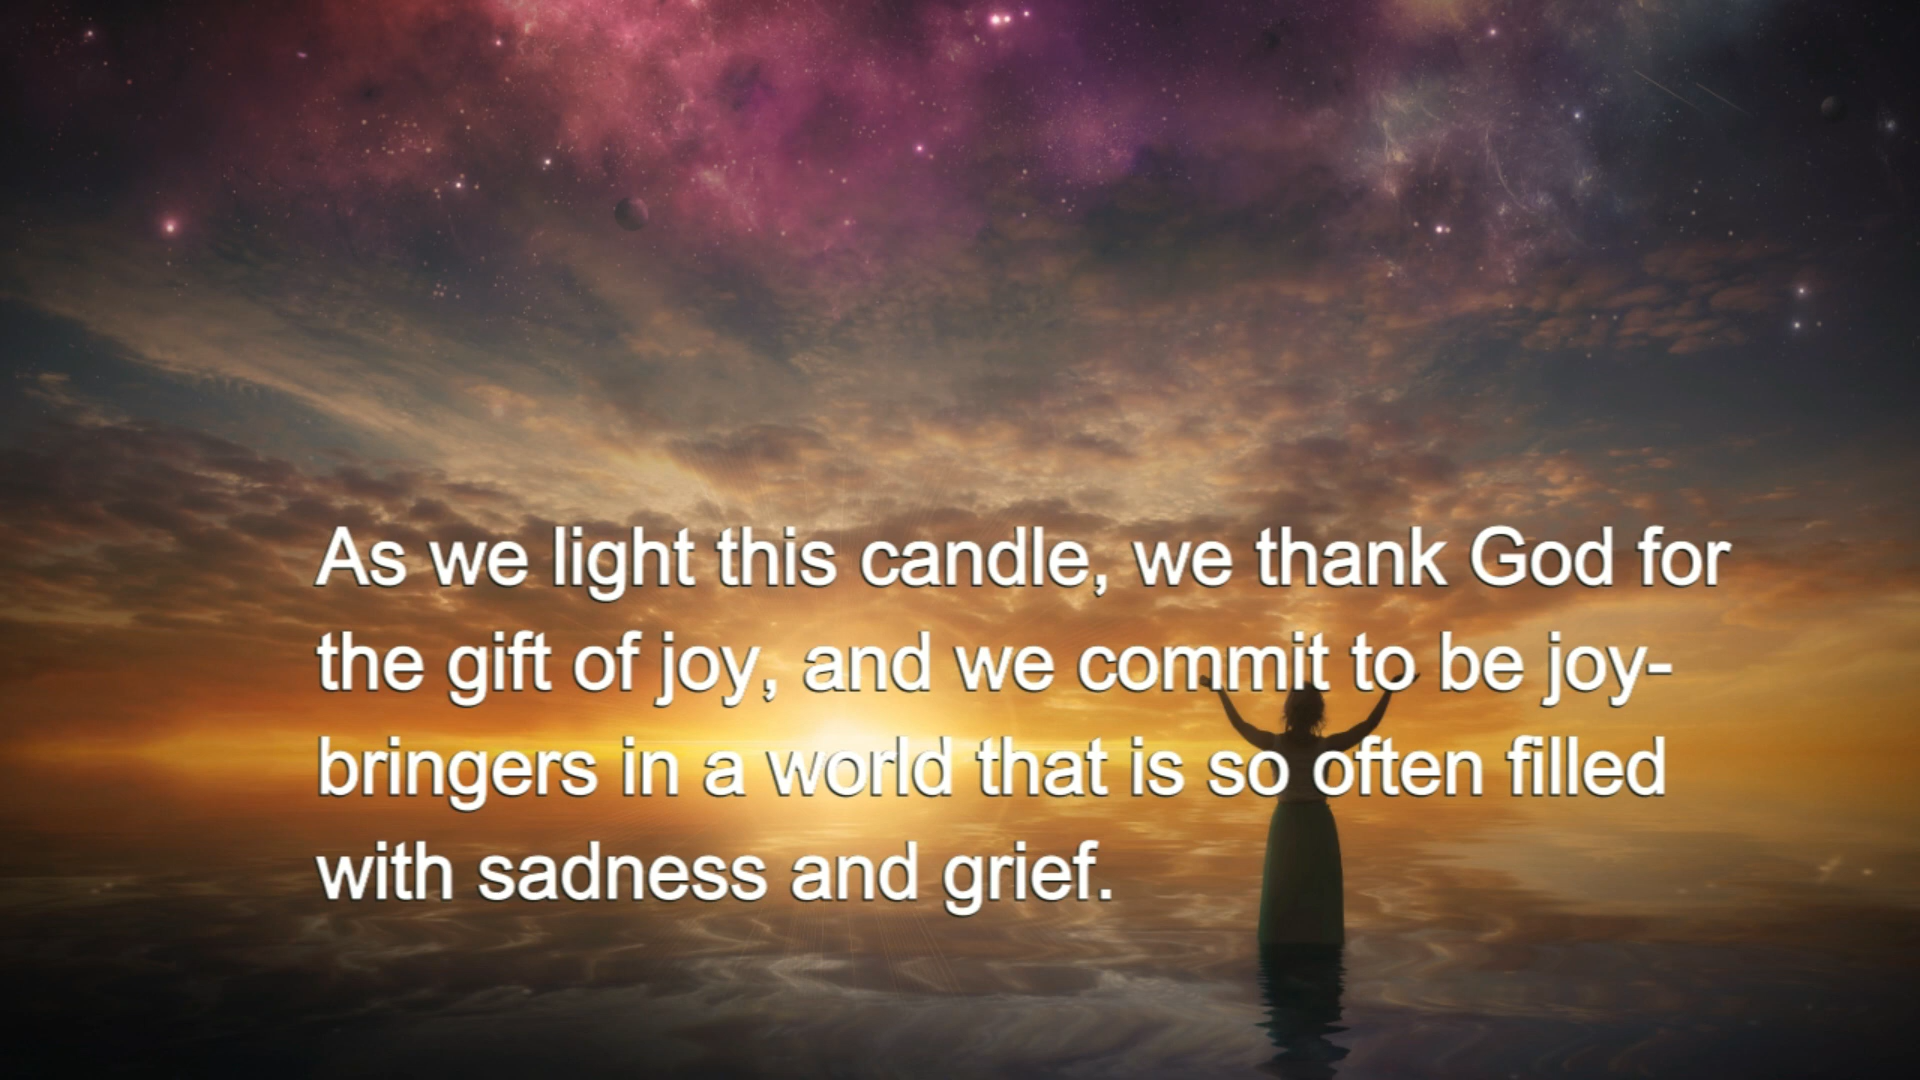 As we light this candle, we thank God for
the gift of joy, and we commit to be joy-
bringers in a world that is so often filled
with sadness and grief.